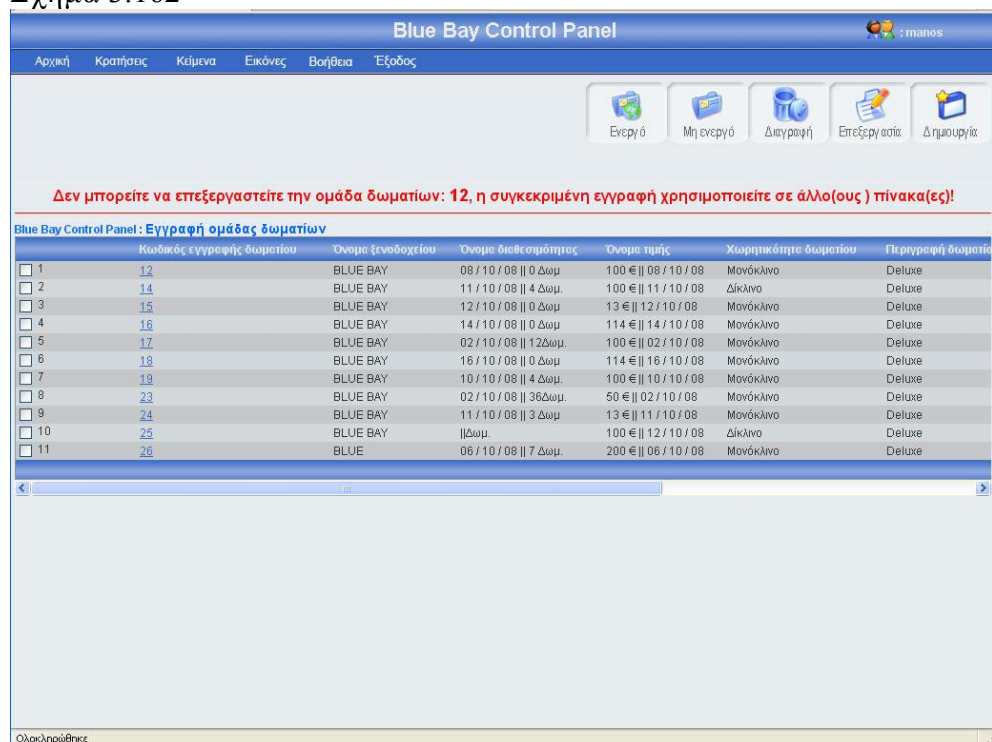 Σχήμα 5.162
Blue Bay Control Panel
: manos
Αρχική Κρατήσεις Κείμενα Εικόνες Βοήθεια Έξοδος
Ενεργό Μη ενεργό Διαγραφή Επεξεργασία Δημιουργία
Δεν μπορείτε να επεξεργαστείτε την ομάδα δωματίων: 12, η συγκεκριμένη εγγραφή χρησιμοποιείτε σε άλλο(ους ) πίνακα(ες)!
Blue Bay Control Panel : Εγγραφή ομάδας δωματίων
Κωδικός εγγραφής δωματίου Όνομα ξενοδοχείου Όνομα διαθεσιμότητας Όνομα τιμής Χωρητικότητα δωματίου Περιγραφή δωματίο
1 12 BLUE BAY 08 / 10 / 08 || 0 Δωμ 100 € || 08 / 10 / 08 Μονόκλινο Deluxe
2 14 BLUE BAY 11 / 10 / 08 || 4 Δωμ. 100 € || 11 / 10 / 08 Δίκλινο Deluxe
3 15 BLUE BAY 12 / 10 / 08 || 0 Δωμ 13 € || 12 / 10 / 08 Μονόκλινο Deluxe
4 16 BLUE BAY 14 / 10 / 08 || 0 Δωμ 114 € || 14 / 10 / 08 Μονόκλινο Deluxe
5 17 BLUE BAY 02 / 10 / 08 || 12Δωμ. 100 € || 02 / 10 / 08 Μονόκλινο Deluxe
6 18 BLUE BAY 16 / 10 / 08 || 0 Δωμ 114 € || 16 / 10 / 08 Μονόκλινο Deluxe
7 19 BLUE BAY 10 / 10 / 08 || 4 Δωμ. 100 € || 10 / 10 / 08 Μονόκλινο Deluxe
8 23 BLUE BAY 02 / 10 / 08 || 36Δωμ. 50 € || 02 / 10 / 08 Μονόκλινο Deluxe
9 24 BLUE BAY 11 / 10 / 08 || 3 Δωμ 13 € || 11 / 10 / 08 Μονόκλινο Deluxe
10 25 BLUE BAY ||Δωμ. 100 € || 12 / 10 / 08 Δίκλινο Deluxe
11 26 BLUE 06 / 10 / 08 || 7 Δωμ. 200 € || 06 / 10 / 08 Μονόκλινο Deluxe
Ολοκληρώθηκε